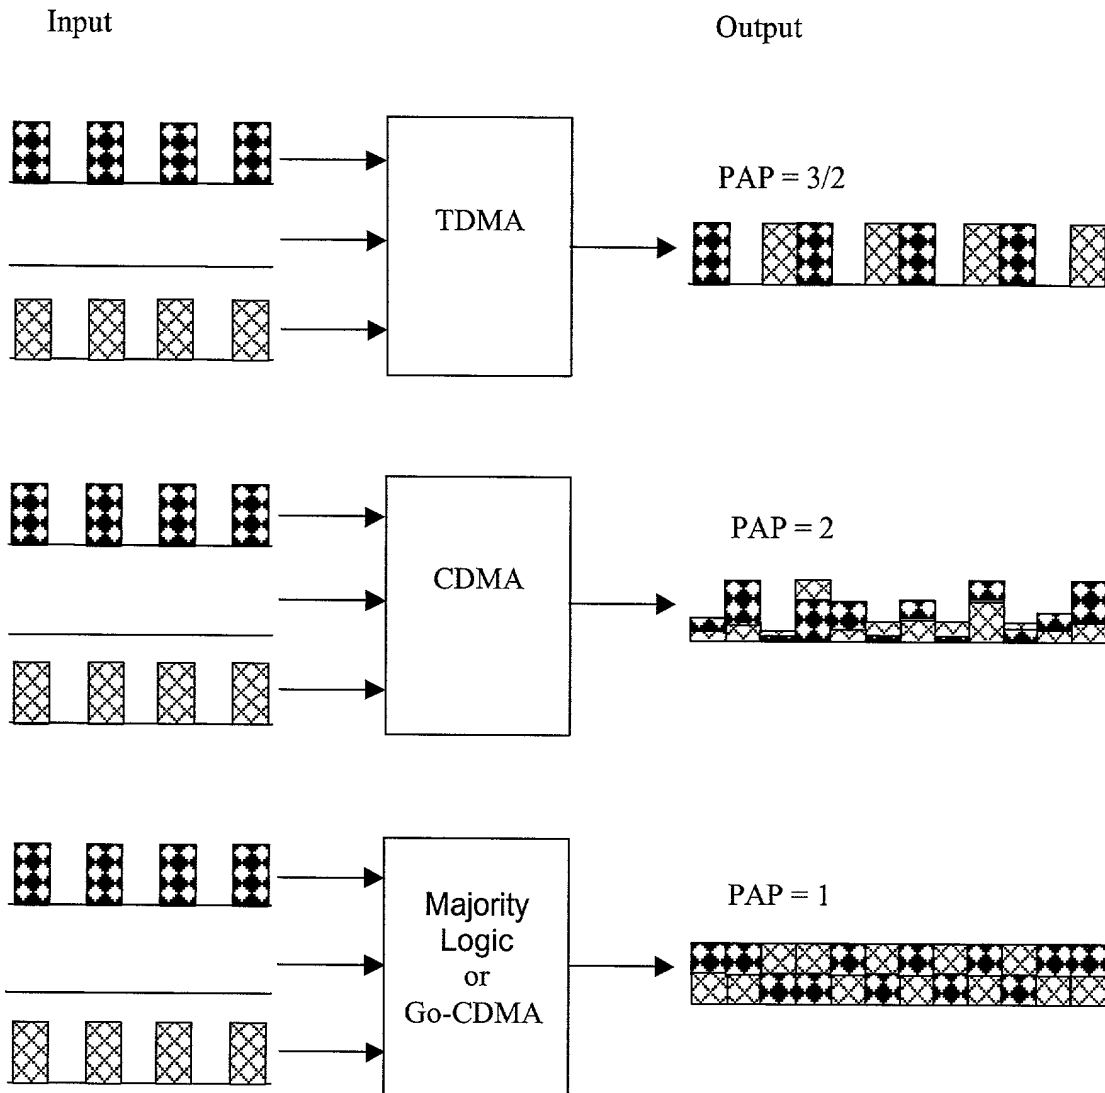 Input
Output
TDMA
PAP = 3/2
CDMA
PAP = 2
Majority
Logic
or
Go-CDMA
PAP = 1